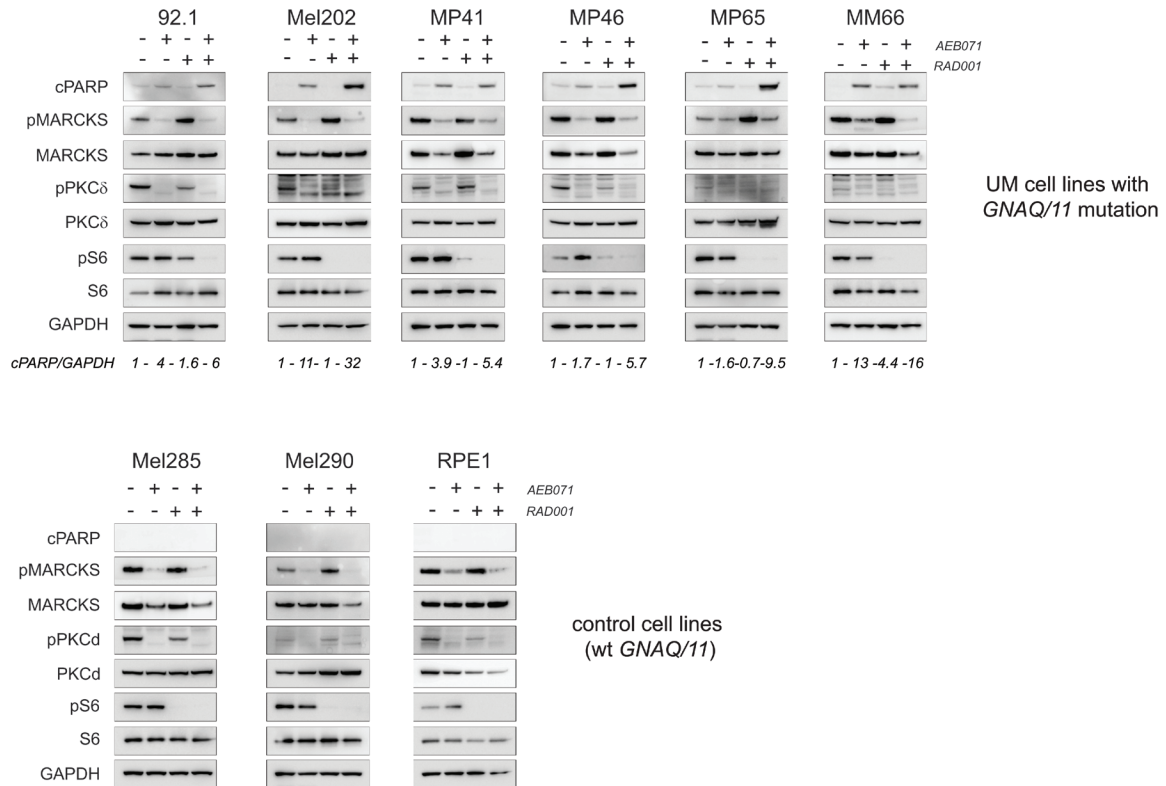 92.1 Mel202 MP41 MP46 MP65 MM66
- + - + - + - + - + - + - + - + - + - + - + - + AEB071
- - + + - - + + - - + + - - + + - - + + - - + + RAD001
cPARP
pMARCKS
MARCKS
pPKCδ
PKCδ
pS6
S6
GAPDH
UM cell lines with
GNAQ/11 mutation
cPARP/GAPDH 1 - 4 - 1.6 - 6 1 - 11- 1 - 32 1 - 3.9 -1 - 5.4 1 - 1.7 - 1 - 5.7 1 -1.6-0.7-9.5 1 - 13 -4.4 -16
Mel285 Mel290 RPE1
- + - + - + - + - + - + AEB071
- - + + - - + + - - + + RAD001
cPARP
pMARCKS
MARCKS
pPKCd
PKCd
pS6
S6
GAPDH
control cell lines
(wt GNAQ/11)